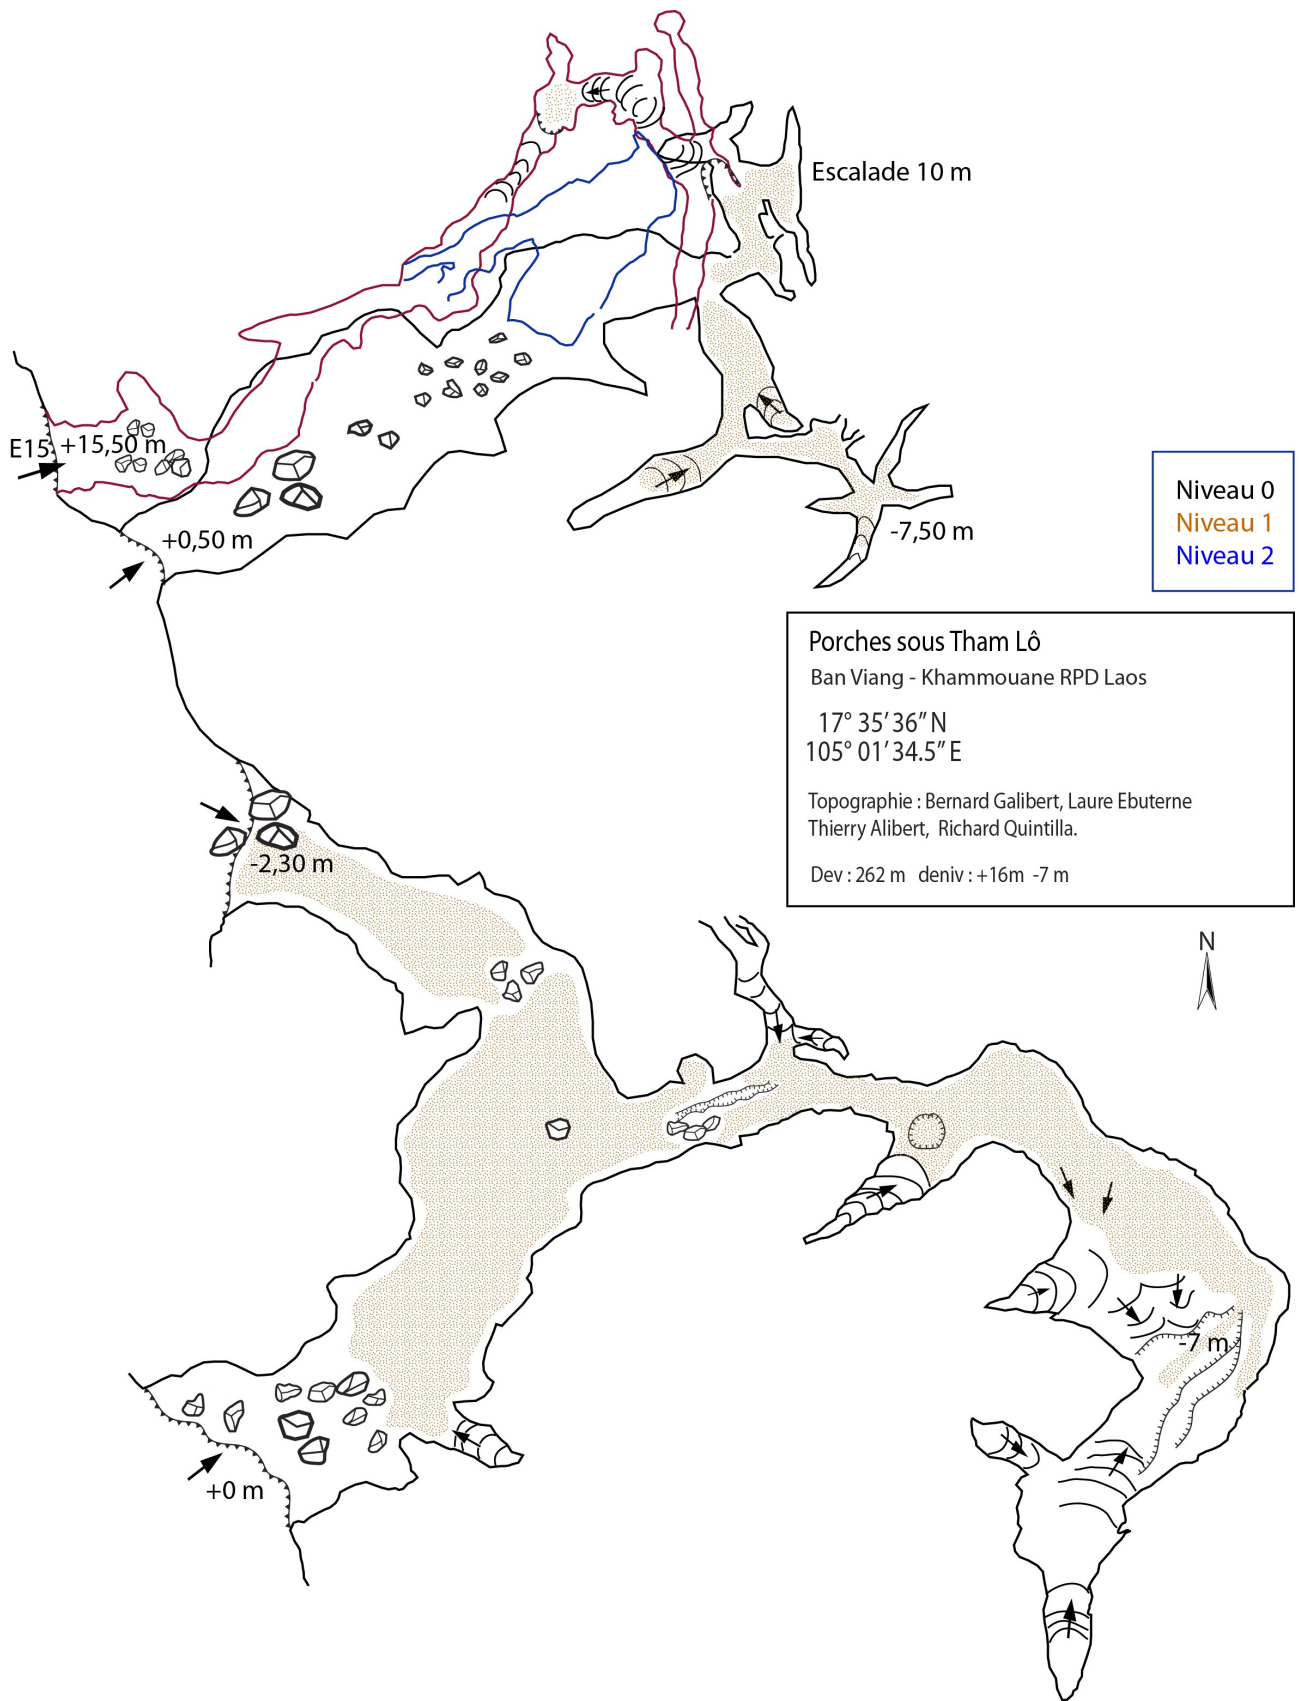 Escalade 10 m
E15
+15,50 m
+0,50 m
-7,50 m
Niveau 0
Niveau 1
Niveau 2
Porches sous Tham Lô
Ban Viang - Khammouane RPD Laos
17° 35’ 36” N
105° 01’ 34.5” E
Topographie : Bernard Galibert, Laure Ebuterne
Thierry Alibert, Richard Quintilla.
Dev : 262 m deniv : +16m -7 m
-2,30 m
N
-7 m
+0 m